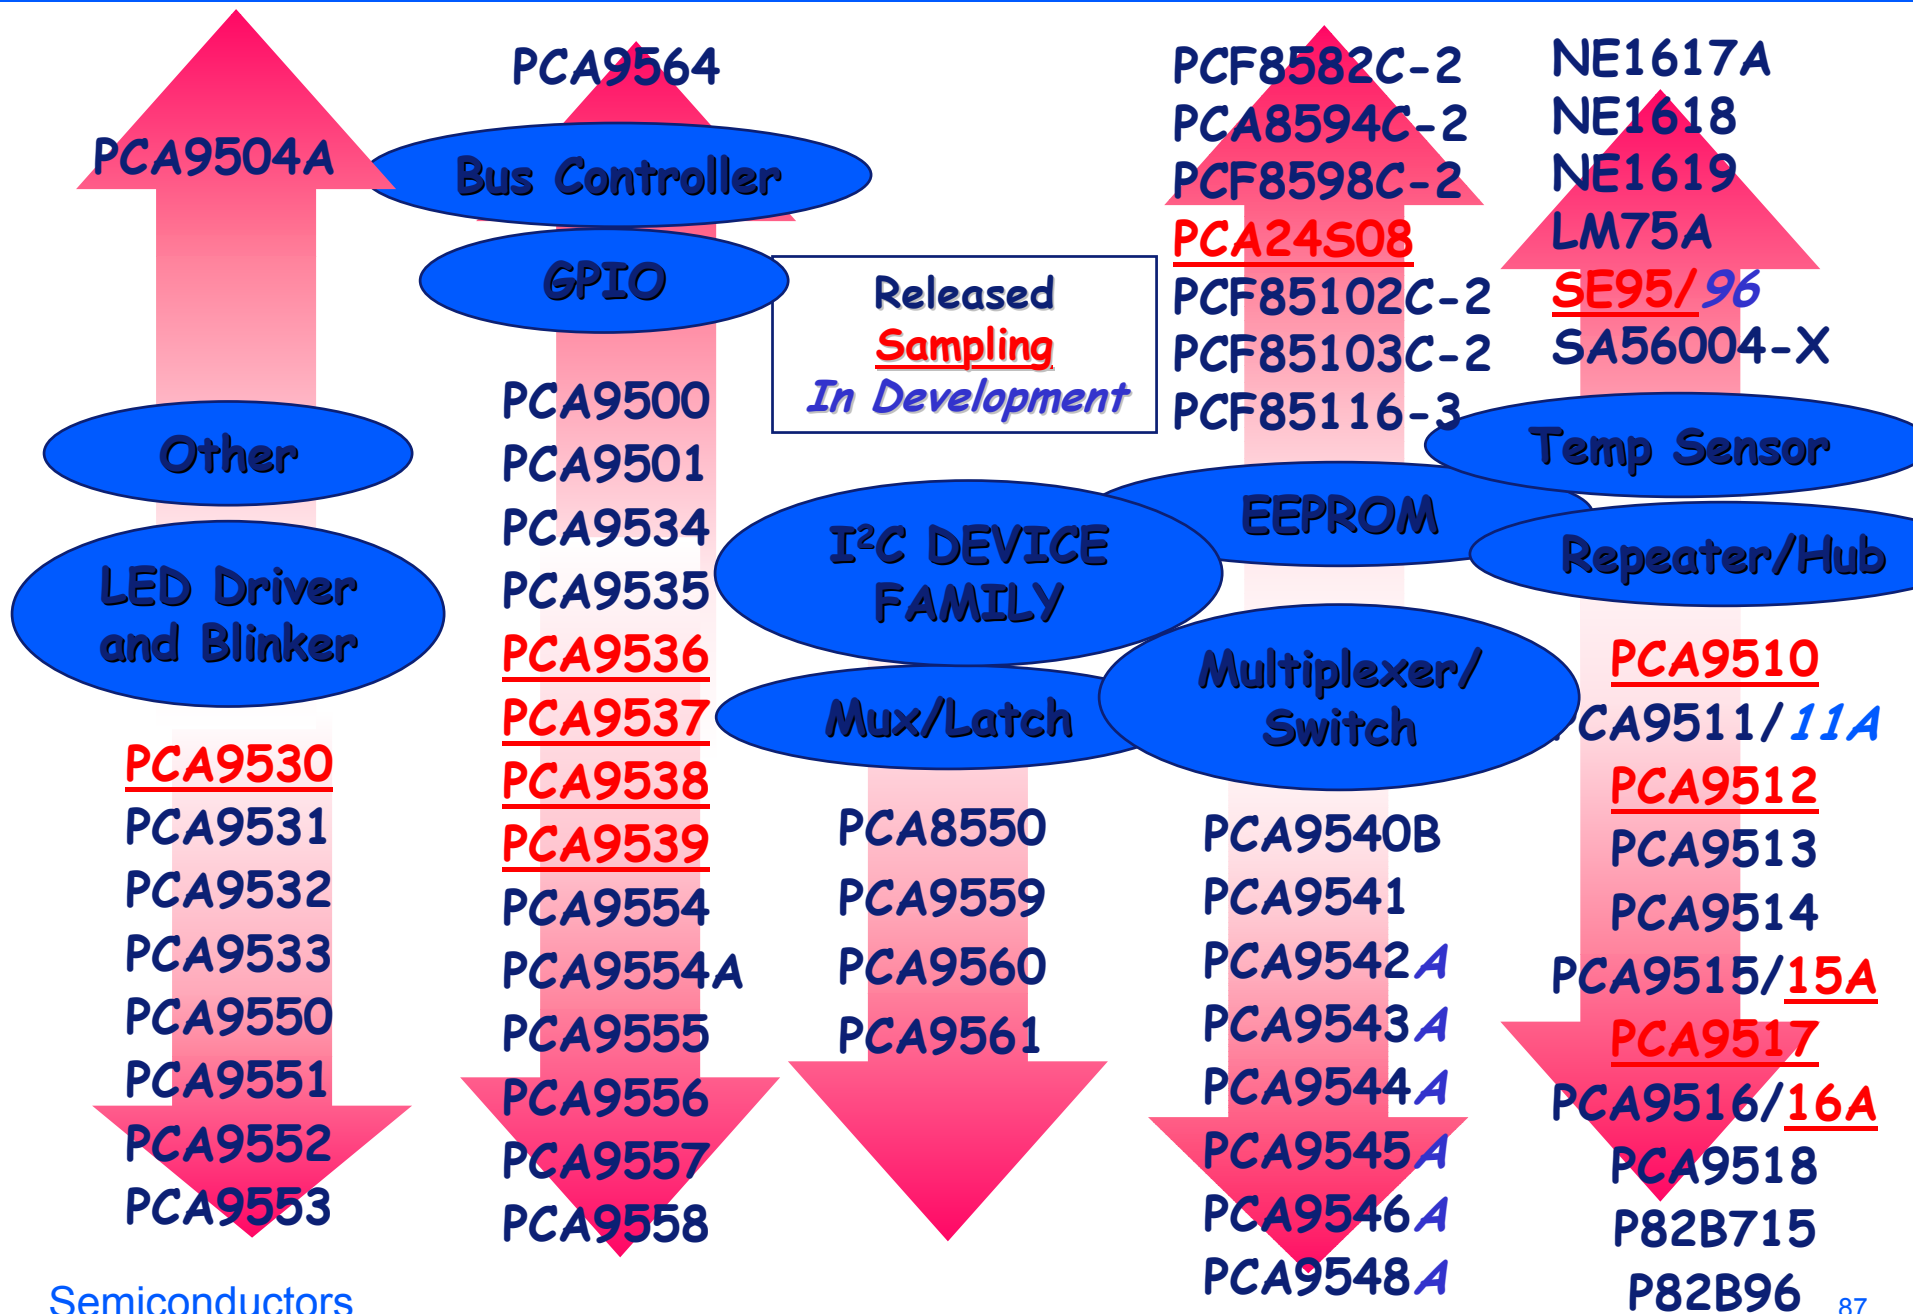 PCA9504A
Other
LED Driver
and Blinker
PCA9530
PCA9531
PCA9532
PCA9533
PCA9550
PCA9551
PCA9552
PCA9553
PCA9564
Bus Controller
GPIO
PCA9500
PCA9501
PCA9534
PCA9535
PCA9536
PCA9537
PCA9538
PCA9539
PCA9554
PCA9554A
PCA9555
PCA9556
PCA9557
PCA9558
Released
Sampling
In Development
I²C DEVICE
FAMILY
Mux/Latch
PCA8550
PCA9559
PCA9560
PCA9561
PCF8582C-2
PCA8594C-2
PCF8598C-2
PCA24S08
PCF85102C-2
PCF85103C-2
PCF85116-3
EEPROM
Multiplexer/
Switch
PCA9540B
PCA9541
PCA9542A
PCA9543A
PCA9544A
PCA9545A
PCA9546A
PCA9548A
NE1617A
NE1618
NE1619
LM75A
SE95/96
SA56004-X
Temp Sensor
Repeater/Hub
PCA9510
PCA9511/11A
PCA9512
PCA9513
PCA9514
PCA9515/15A
PCA9517
PCA9516/16A
PCA9518
P82B715
P82B96
Semiconductors
87